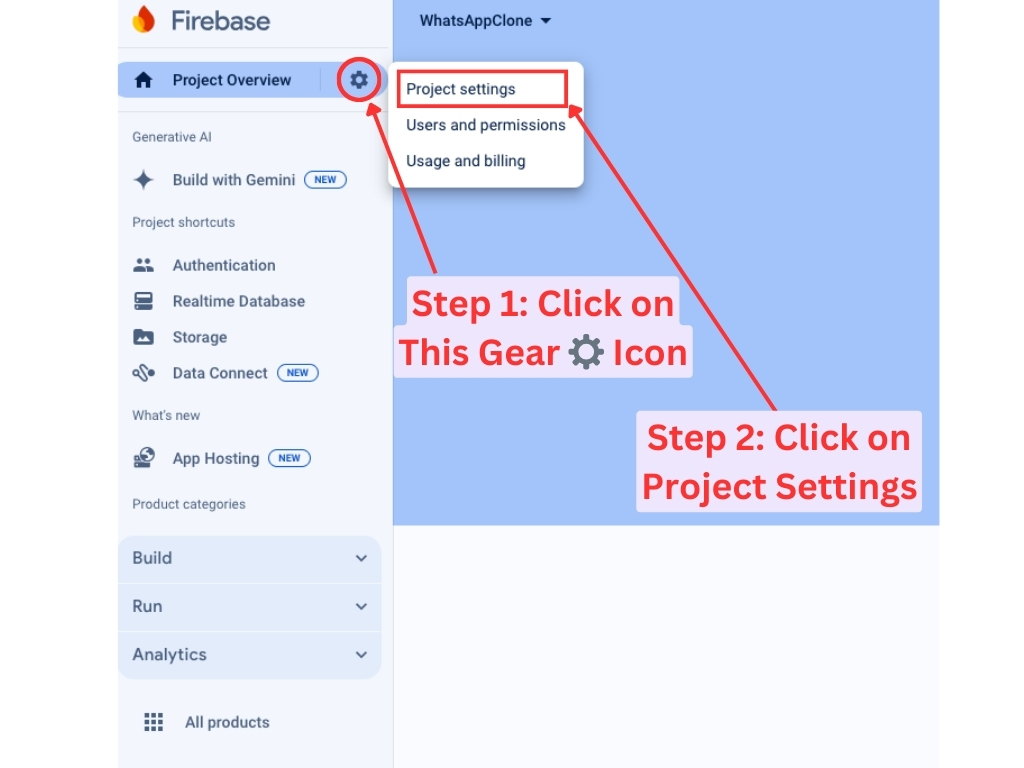 Firebase
WhatsAppClone
Project Overview
Project settings
Users and permissions
Usage and billing
Generative AI
Build with Gemini NEW
Project shortcuts
Authentication
Realtime Database
Storage
Data Connect NEW
What's new
App Hosting NEW
Product categories
Build
Run
Analytics
All products
Step 1: Click on
This Gear ⚙ Icon
Step 2: Click on
Project Settings